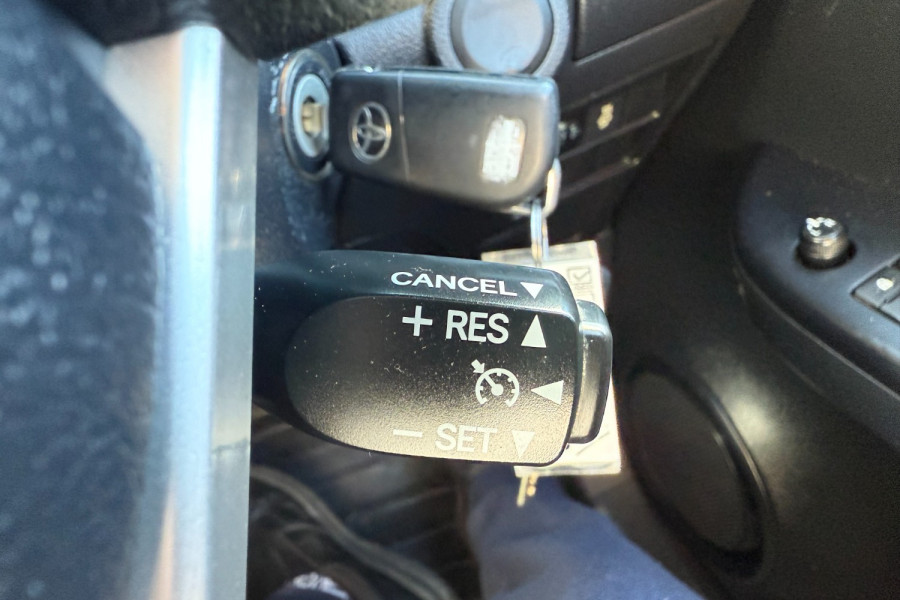 CANCEL▼
+ RES ▲
◀
− SET ▼